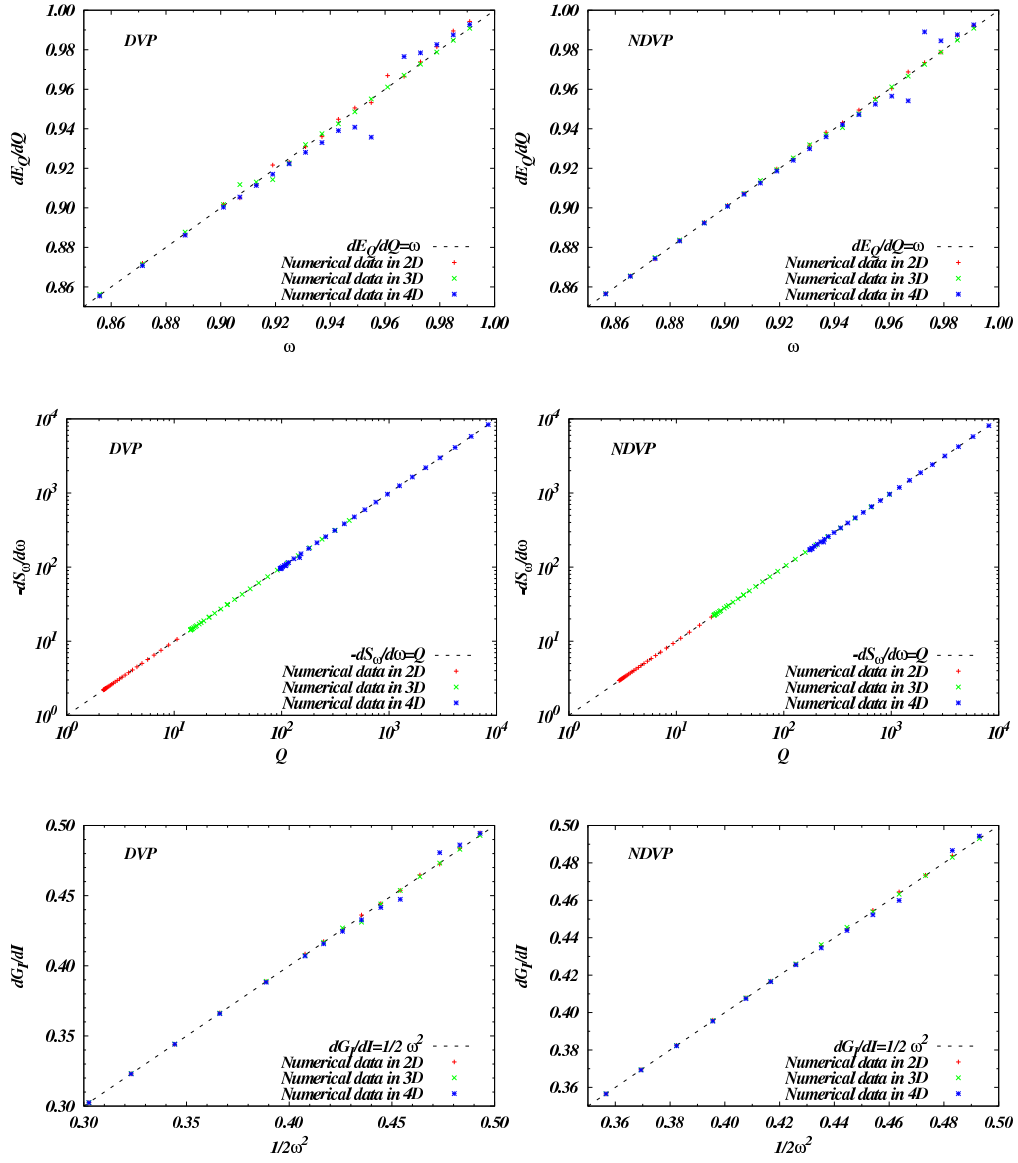 DVP
dE_Q/dQ
1.00
0.98
0.96
0.94
0.92
0.90
0.88
0.86
dE_Q/dQ=ω
Numerical data in 2D
Numerical data in 3D
Numerical data in 4D
0.86 0.88 0.90 0.92 0.94 0.96 0.98 1.00
ω
NDVP
dE_Q/dQ
1.00
0.98
0.96
0.94
0.92
0.90
0.88
0.86
dE_Q/dQ=ω
Numerical data in 2D
Numerical data in 3D
Numerical data in 4D
0.86 0.88 0.90 0.92 0.94 0.96 0.98 1.00
ω
DVP
-dS_ω/dω
10^4
10^3
10^2
10^1
10^0
-dS_ω/dω=Q
Numerical data in 2D
Numerical data in 3D
Numerical data in 4D
10^0 10^1 10^2 10^3 10^4
Q
NDVP
-dS_ω/dω
10^4
10^3
10^2
10^1
10^0
-dS_ω/dω=Q
Numerical data in 2D
Numerical data in 3D
Numerical data in 4D
10^0 10^1 10^2 10^3 10^4
Q
DVP
dG_I/dI
0.50
0.45
0.40
0.35
0.30
dG_I/dI=1/2 ω^2
Numerical data in 2D
Numerical data in 3D
Numerical data in 4D
0.30 0.35 0.40 0.45 0.50
1/2ω^2
NDVP
dG_I/dI
0.50
0.48
0.46
0.44
0.42
0.40
0.38
0.36
dG_I/dI=1/2 ω^2
Numerical data in 2D
Numerical data in 3D
Numerical data in 4D
0.36 0.38 0.40 0.42 0.44 0.46 0.48 0.50
1/2ω^2